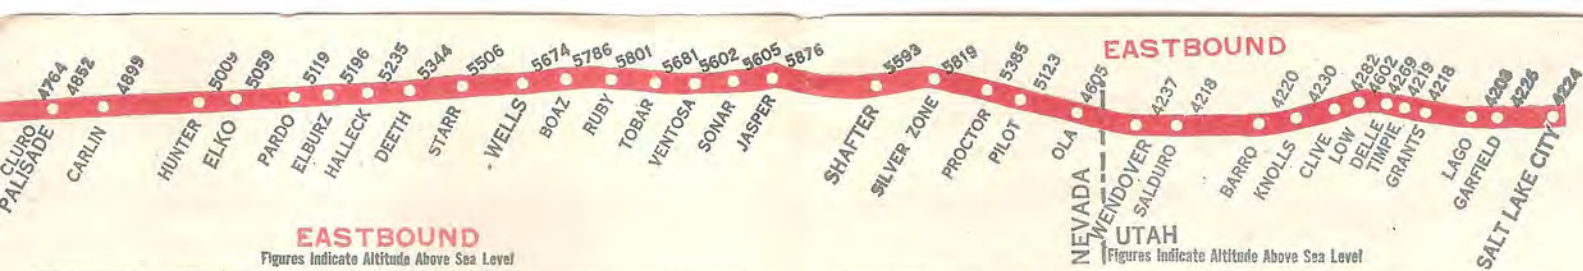 EASTBOUND
4764
4852
4899
5009
5059
5119
5196
5235
5344
5506
5674
5786
5801
5681
5602
5605
5876
5593
5819
5385
5123
4605
4237
4218
4220
4230
4282
4602
4269
4219
4218
4224
CLURO
PALISADE
CARLIN
HUNTER
ELKO
PARDO
ELBURZ
HALLECK
DEETH
STARR
WELLS
BOAZ
RUBY
TOBAR
VENTOSA
SONAR
JASPER
SHAFTER
SILVER ZONE
PROCTOR
PILOT
OLA
WENDOVER
SALDURO
BARRO
KNOLLS
CLIVE
LOW
DELLE
TIMPIE
GRANTS
LAGO
GARFIELD
SALT LAKE CITY
NEVADA
UTAH
EASTBOUND
Figures Indicate Altitude Above Sea Level
Figures Indicate Altitude Above Sea Level